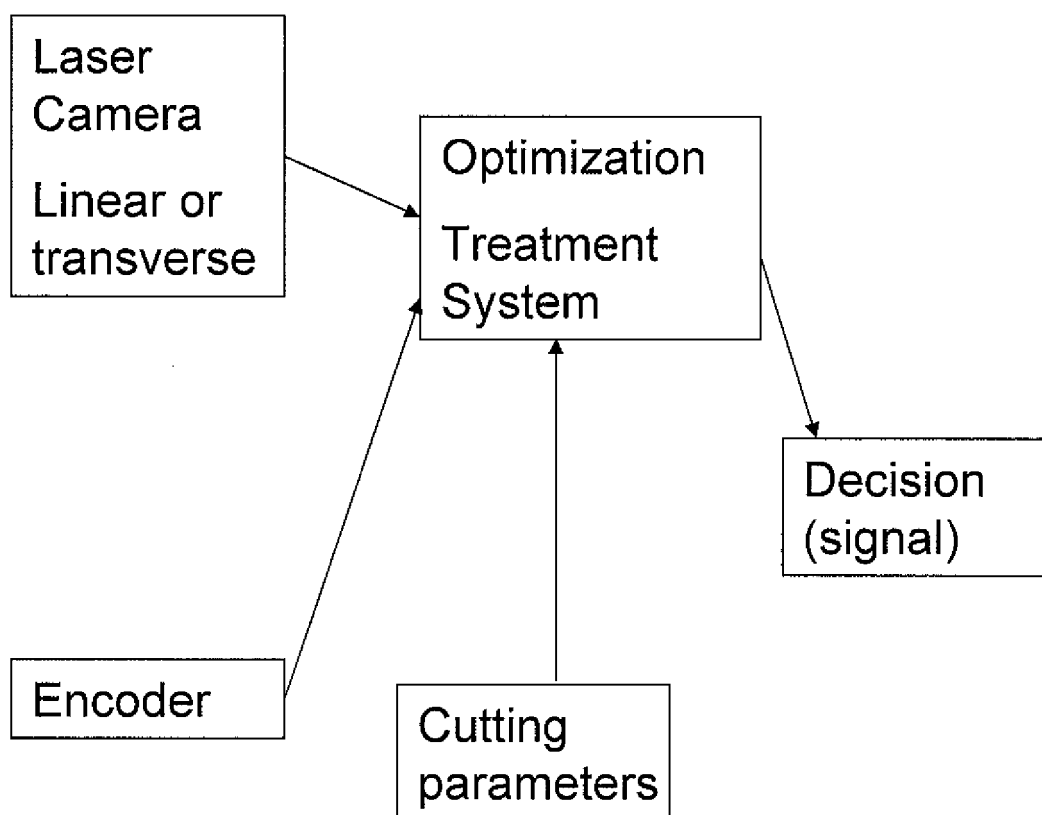 Laser
Camera
Linear or
transverse
Optimization
Treatment
System
Decision
(signal)
Encoder
Cutting
parameters